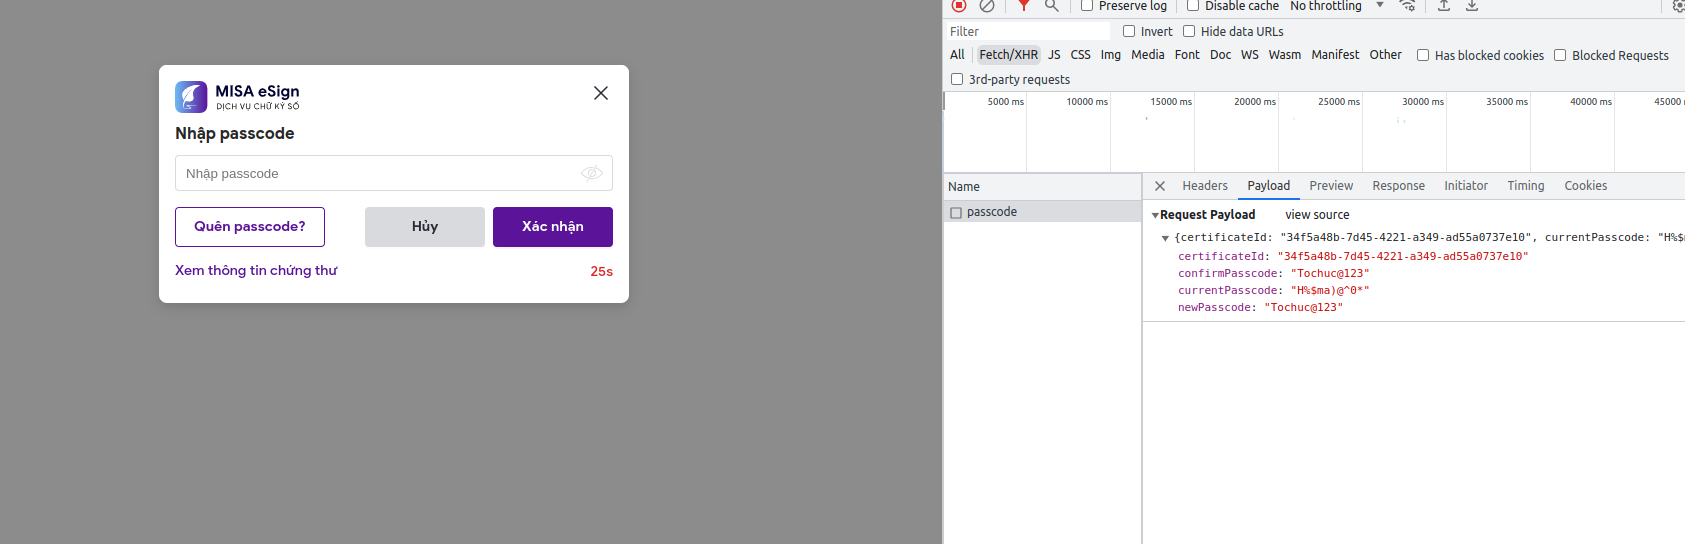 MISA eSign
DỊCH VỤ CHỮ KÝ SỐ
Nhập passcode
Nhập passcode
Quên passcode?
Hủy
Xác nhận
Xem thông tin chứng thư
25s
Preserve log
Disable cache
No throttling
Filter
Invert
Hide data URLs
All
Fetch/XHR
JS
CSS
Img
Media
Font
Doc
WS
Wasm
Manifest
Other
Has blocked cookies
Blocked Requests
3rd-party requests
5000 ms
10000 ms
15000 ms
20000 ms
25000 ms
30000 ms
35000 ms
40000 ms
45000
Name
passcode
Headers
Payload
Preview
Response
Initiator
Timing
Cookies
Request Payload
view source
{certificateId: "34f5a48b-7d45-4221-a349-ad55a0737e10", currentPasscode: "H%$
certificateId: "34f5a48b-7d45-4221-a349-ad55a0737e10"
confirmPasscode: "Tochuc@123"
currentPasscode: "H%$ma)@^0*"
newPasscode: "Tochuc@123"